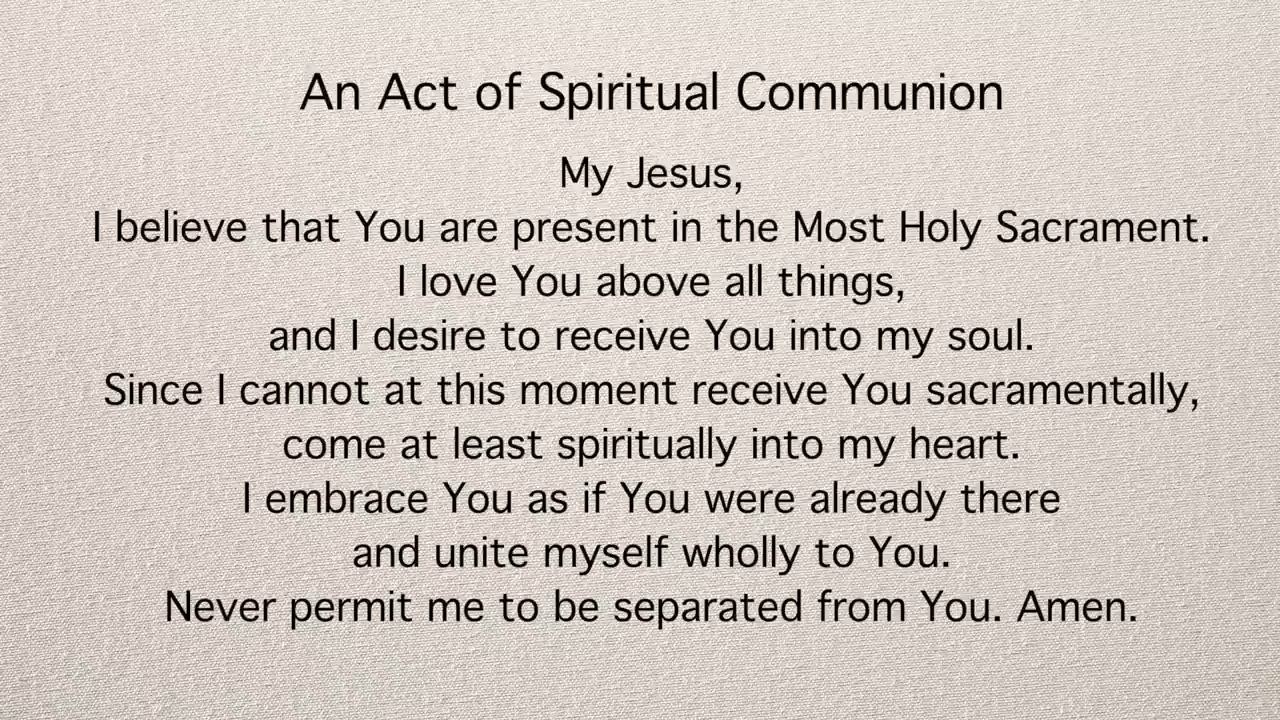 An Act of Spiritual Communion
My Jesus,
I believe that You are present in the Most Holy Sacrament.
I love You above all things,
and I desire to receive You into my soul.
Since I cannot at this moment receive You sacramentally,
come at least spiritually into my heart.
I embrace You as if You were already there
and unite myself wholly to You.
Never permit me to be separated from You. Amen.